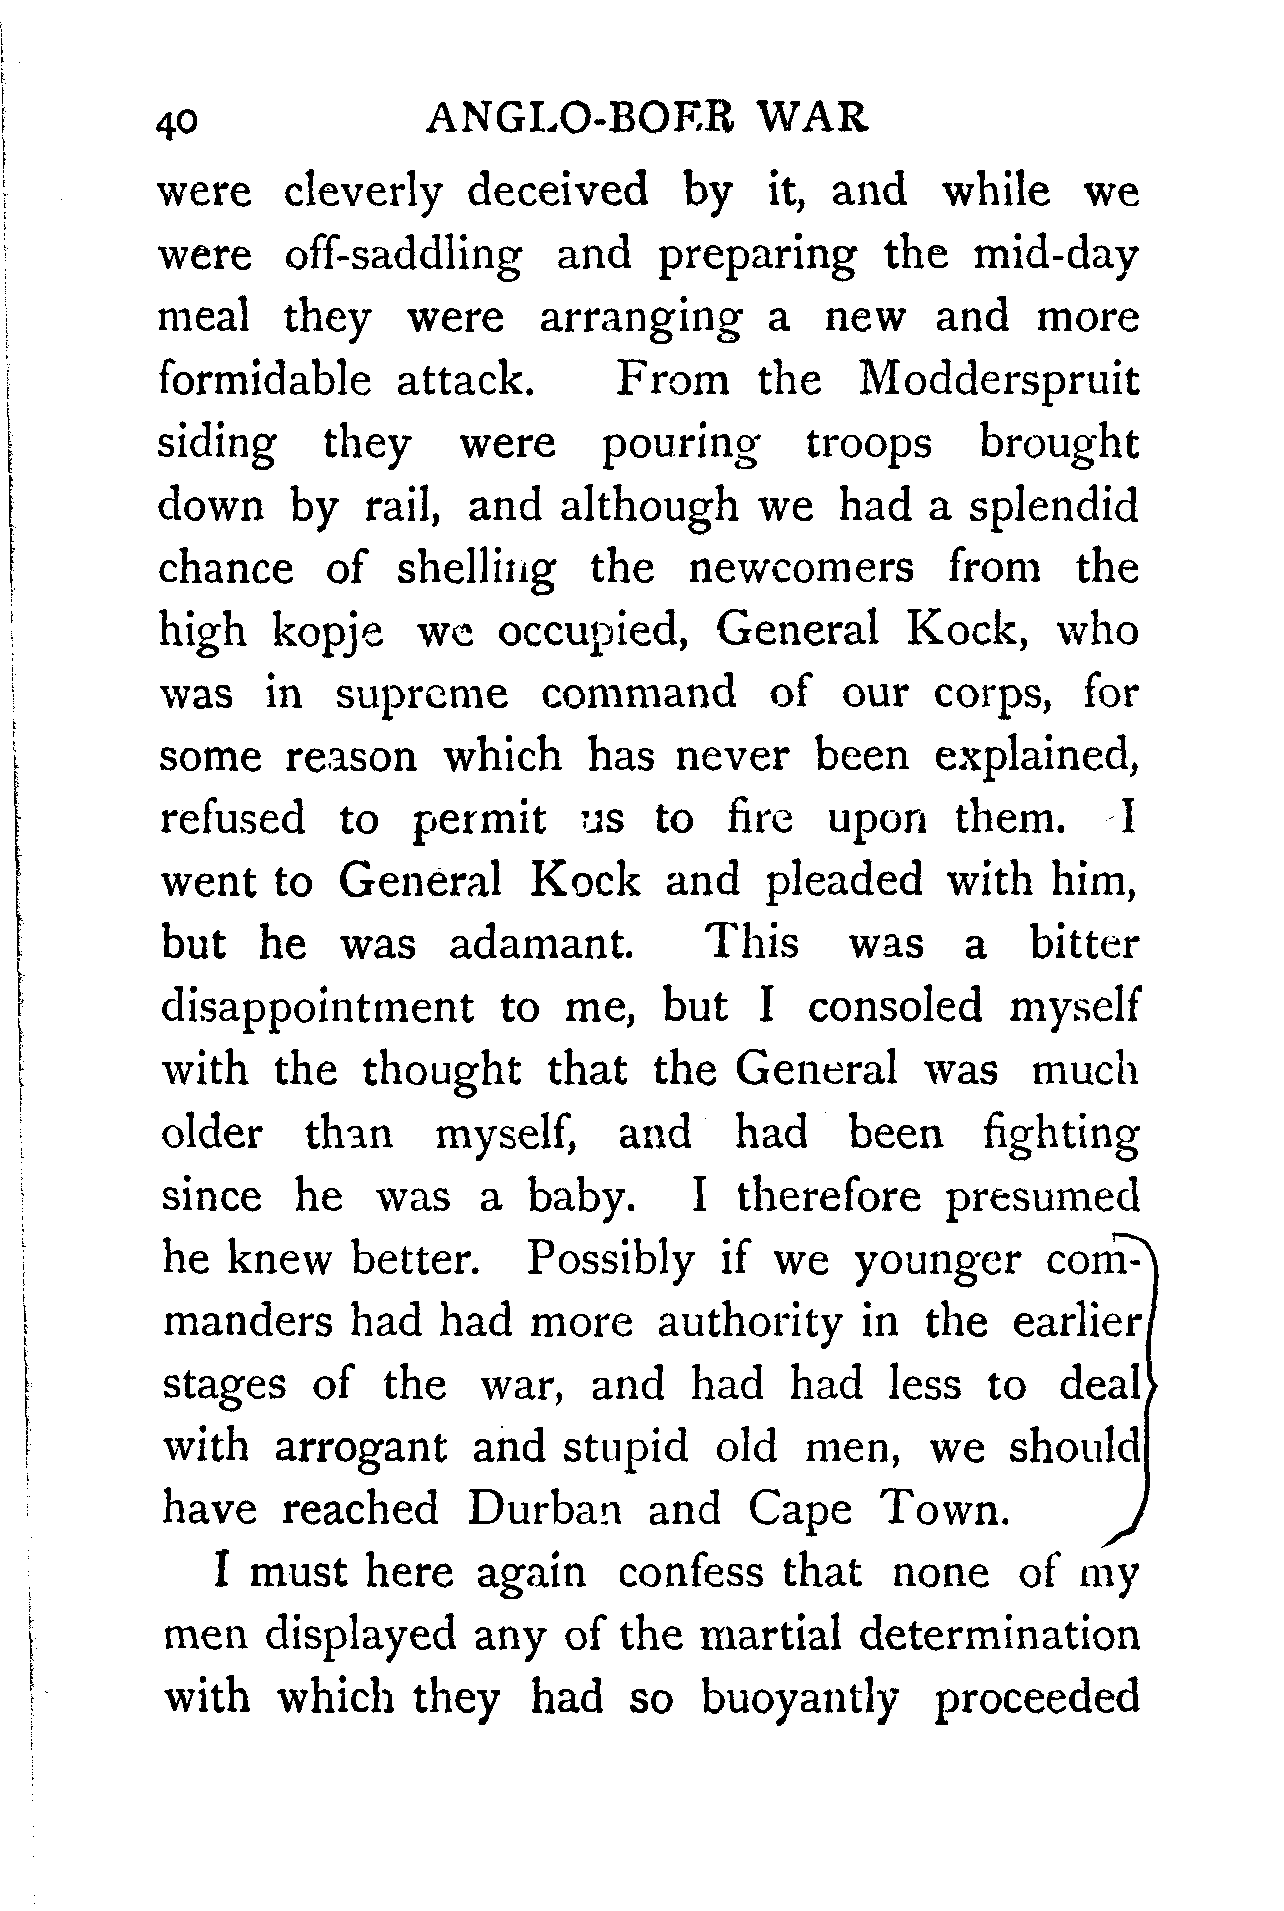 40 ANGLO-BOER WAR
were cleverly deceived by it, and while we
were off-saddling and preparing the mid-day
meal they were arranging a new and more
formidable attack. From the Modderspruit
siding they were pouring troops brought
down by rail, and although we had a splendid
chance of shelling the newcomers from the
high kopje we occupied, General Kock, who
was in supreme command of our corps, for
some reason which has never been explained,
refused to permit us to fire upon them. I
went to General Kock and pleaded with him,
but he was adamant. This was a bitter
disappointment to me, but I consoled myself
with the thought that the General was much
older than myself, and had been fighting
since he was a baby. I therefore presumed
he knew better. Possibly if we younger com-
manders had had more authority in the earlier
stages of the war, and had had less to deal
with arrogant and stupid old men, we should
have reached Durban and Cape Town.
I must here again confess that none of my
men displayed any of the martial determination
with which they had so buoyantly proceeded